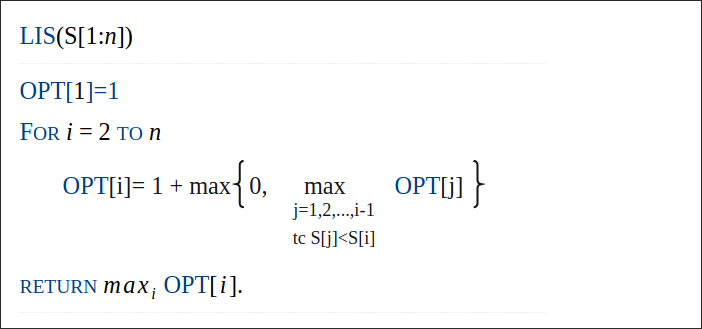 LIS(S[1:n])
OPT[1]=1
FOR i = 2 TO n
OPT[i]= 1 + max{ 0, max OPT[j] }
j=1,2,...,i-1
tc S[j]<S[i]
RETURN max i OPT[i].